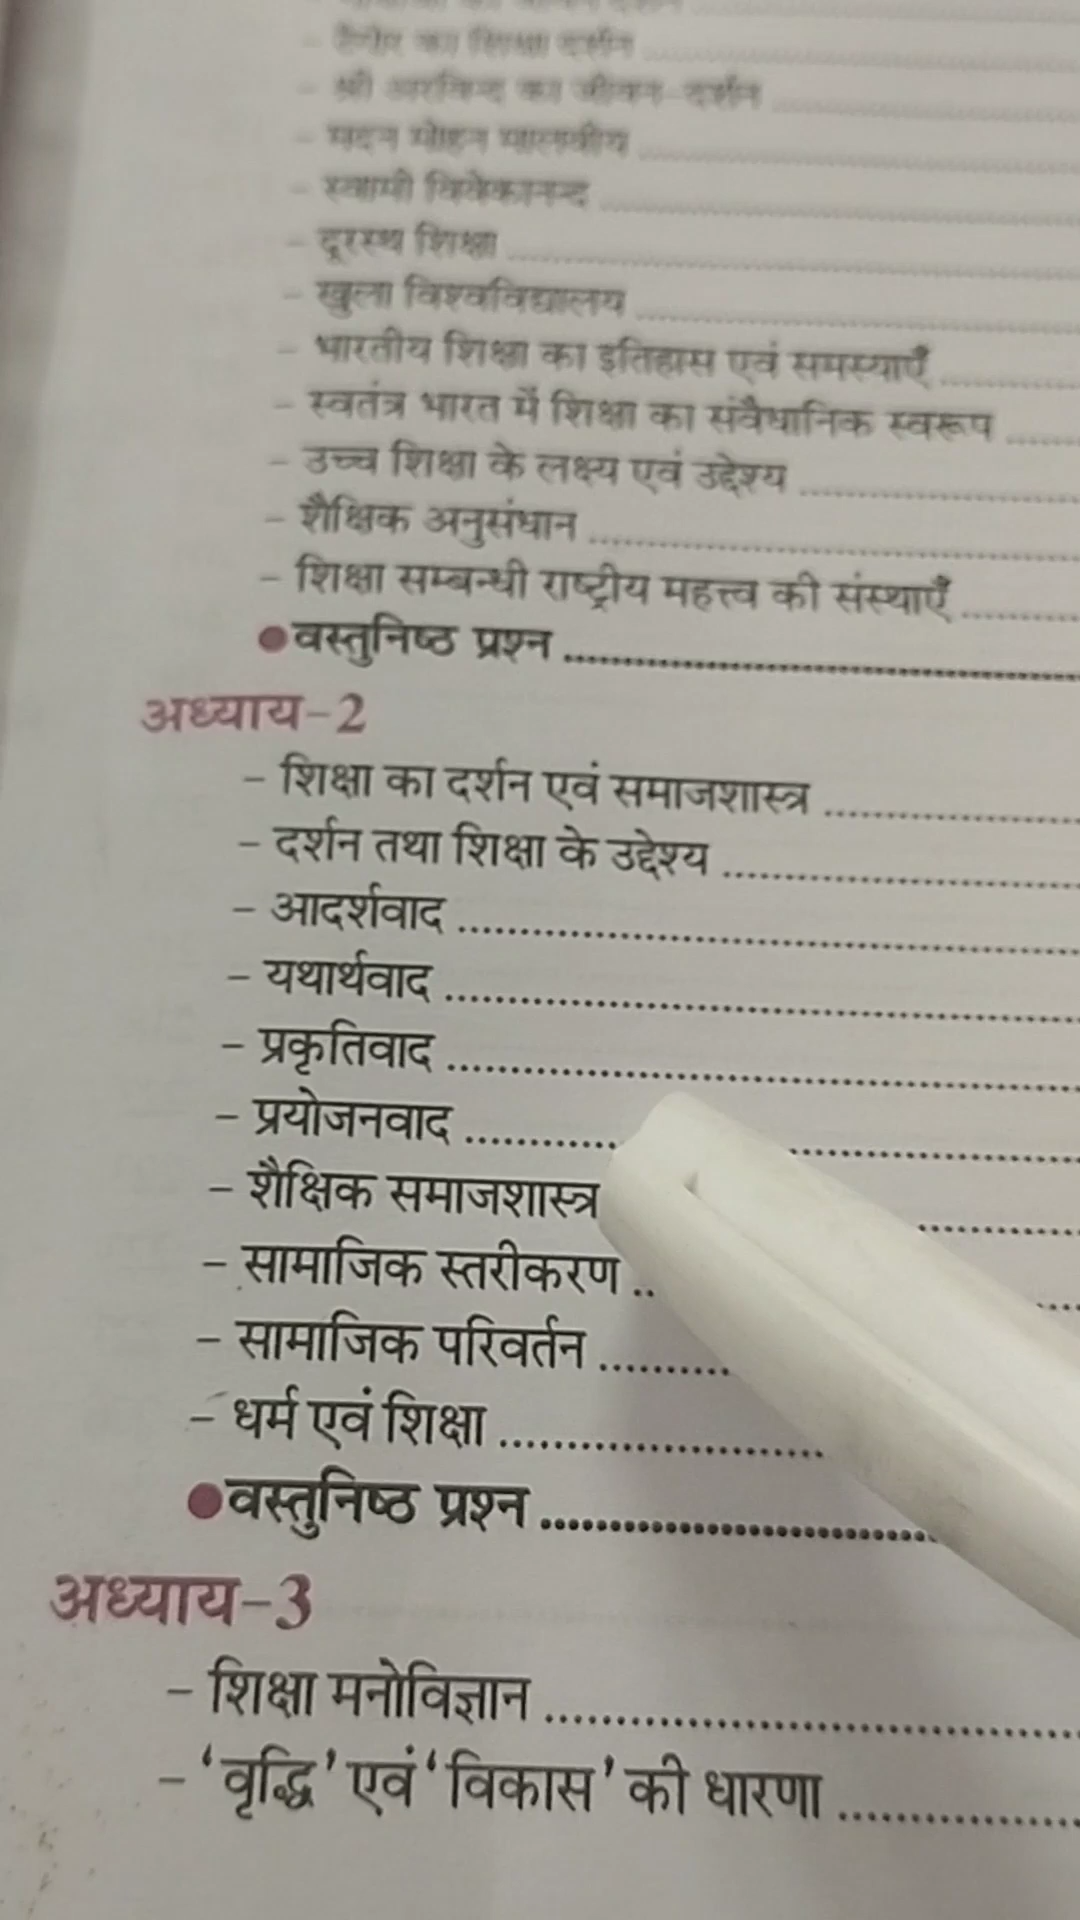 – श्री अरविन्द का जीवन-दर्शन
– मदन मोहन मालवीय
– स्वामी विवेकानन्द
– दूरस्थ शिक्षा
– खुला विश्वविद्यालय
– भारतीय शिक्षा का इतिहास एवं समस्याएँ
– स्वतंत्र भारत में शिक्षा का संवैधानिक स्वरूप
– उच्च शिक्षा के लक्ष्य एवं उद्देश्य
– शैक्षिक अनुसंधान
– शिक्षा सम्बन्धी राष्ट्रीय महत्त्व की संस्थाएँ
●वस्तुनिष्ठ प्रश्न
अध्याय-2
– शिक्षा का दर्शन एवं समाजशास्त्र
– दर्शन तथा शिक्षा के उद्देश्य
– आदर्शवाद
– यथार्थवाद
– प्रकृतिवाद
– प्रयोजनवाद
– शैक्षिक समाजशास्त्र
– सामाजिक स्तरीकरण
– सामाजिक परिवर्तन
– धर्म एवं शिक्षा
●वस्तुनिष्ठ प्रश्न
अध्याय-3
– शिक्षा मनोविज्ञान
– ‘वृद्धि’ एवं ‘विकास’ की धारणा